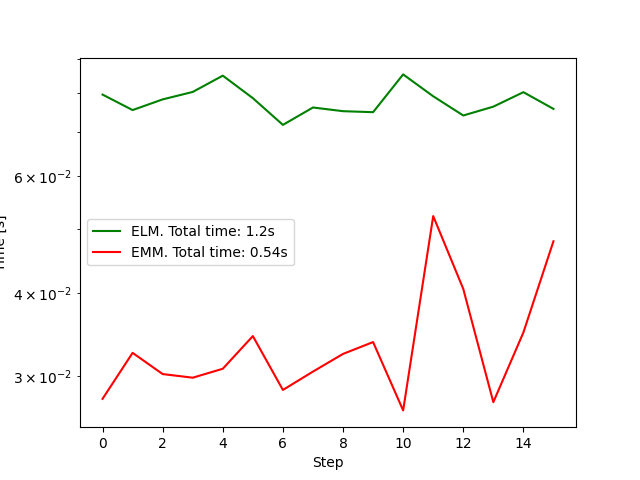 6 × 10⁻²
4 × 10⁻²
3 × 10⁻²
Time [s]
ELM. Total time: 1.2s
EMM. Total time: 0.54s
0 2 4 6 8 10 12 14
Step